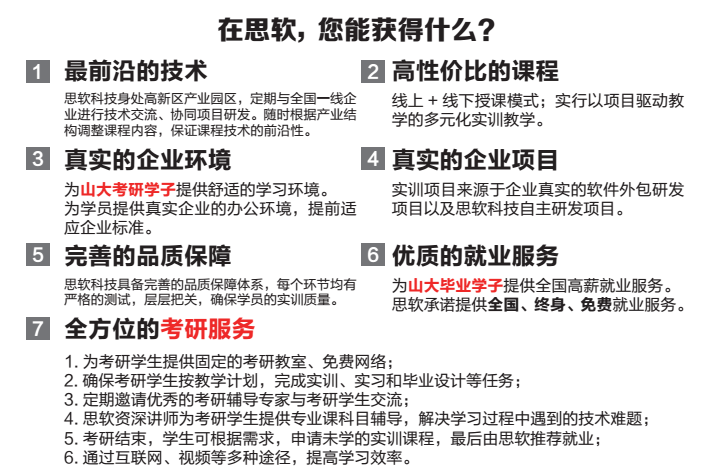 在思软，您能获得什么？
1 最前沿的技术
思软科技身处高新区产业园区，定期与全国一线企
业进行技术交流、协同项目研发。随时根据产业结
构调整课程内容，保证课程技术的前沿性。
2 高性价比的课程
线上 + 线下授课模式；实行以项目驱动教
学的多元化实训教学。
3 真实的企业环境
为山大考研学子提供舒适的学习环境。
为学员提供真实企业的办公环境，提前适
应企业标准。
4 真实的企业项目
实训项目来源于企业真实的软件外包研发
项目以及思软科技自主研发项目。
5 完善的品质保障
思软科技具备完善的品质保障体系，每个环节均有
严格的测试，层层把关，确保学员的实训质量。
6 优质的就业服务
为山大毕业学子提供全国高薪就业服务。
思软承诺提供全国、终身、免费就业服务。
7 全方位的考研服务
1. 为考研学生提供固定的考研教室、免费网络；
2. 确保考研学生按教学计划，完成实训、实习和毕业设计等任务；
3. 定期邀请优秀的考研辅导专家与考研学生交流；
4. 思软资深讲师为考研学生提供专业课科目辅导，解决学习过程中遇到的技术难题；
5. 考研结束，学生可根据需求，申请未学的实训课程，最后由思软推荐就业；
6. 通过互联网、视频等多种途径，提高学习效率。